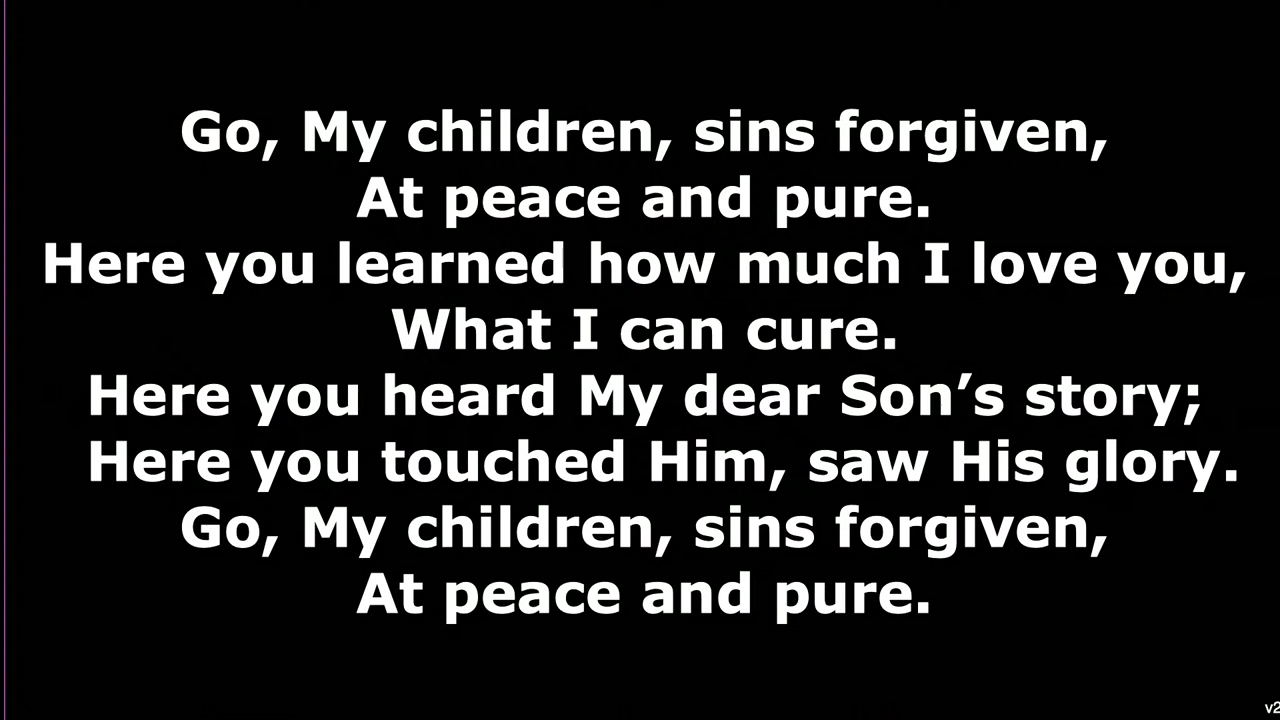 Go, My children, sins forgiven,
At peace and pure.
Here you learned how much I love you,
What I can cure.
Here you heard My dear Son’s story;
Here you touched Him, saw His glory.
Go, My children, sins forgiven,
At peace and pure.
v2